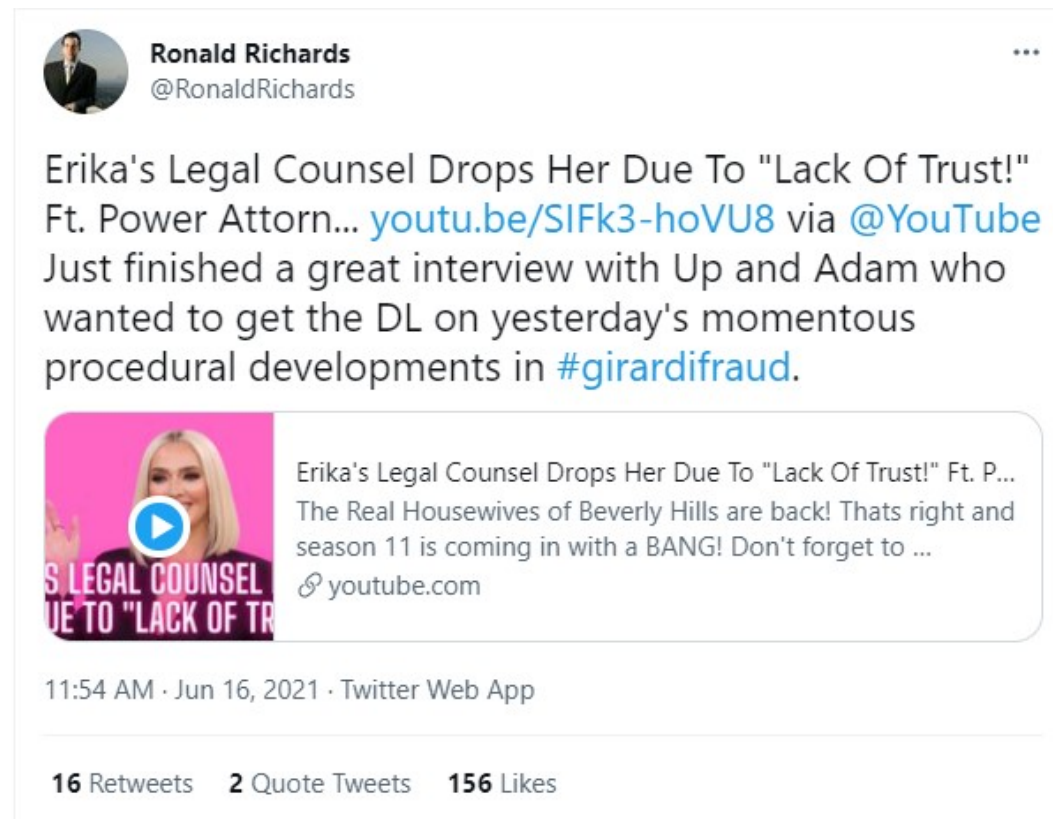 Ronald Richards
@RonaldRichards
Erika's Legal Counsel Drops Her Due To "Lack Of Trust!"
Ft. Power Attorn... youtu.be/SIFk3-hoVU8 via @YouTube
Just finished a great interview with Up and Adam who
wanted to get the DL on yesterday's momentous
procedural developments in #girardifraud.
S LEGAL COUNSEL
UE TO "LACK OF TR
Erika's Legal Counsel Drops Her Due To "Lack Of Trust!" Ft. P...
The Real Housewives of Beverly Hills are back! Thats right and
season 11 is coming in with a BANG! Don't forget to ...
youtube.com
11:54 AM · Jun 16, 2021 · Twitter Web App
16 Retweets 2 Quote Tweets 156 Likes